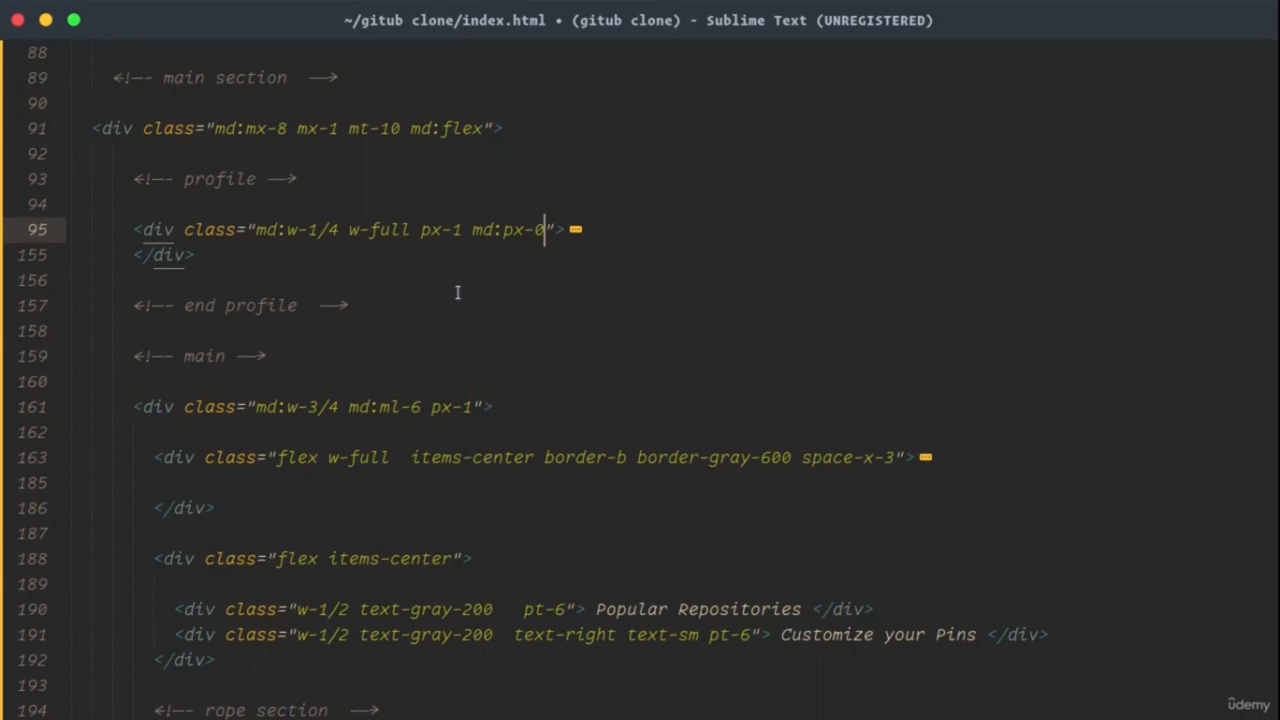 ~/gitub clone/index.html • (gitub clone) - Sublime Text (UNREGISTERED)
88
89 <!-- main section -->
90
91 <div class="md:mx-8 mx-1 mt-10 md:flex">
92
93 <!-- profile -->
94
95 <div class="md:w-1/4 w-full px-1 md:px-0">
155 </div>
156
157 <!-- end profile -->
158
159 <!-- main -->
160
161 <div class="md:w-3/4 md:ml-6 px-1">
162
163 <div class="flex w-full  items-center border-b border-gray-600 space-x-3">
185
186 </div>
187
188 <div class="flex items-center">
189
190 <div class="w-1/2 text-gray-200   pt-6"> Popular Repositories </div>
191 <div class="w-1/2 text-gray-200  text-right text-sm pt-6"> Customize your Pins </div>
192 </div>
193
194 <!-- rope section -->
ûdemy